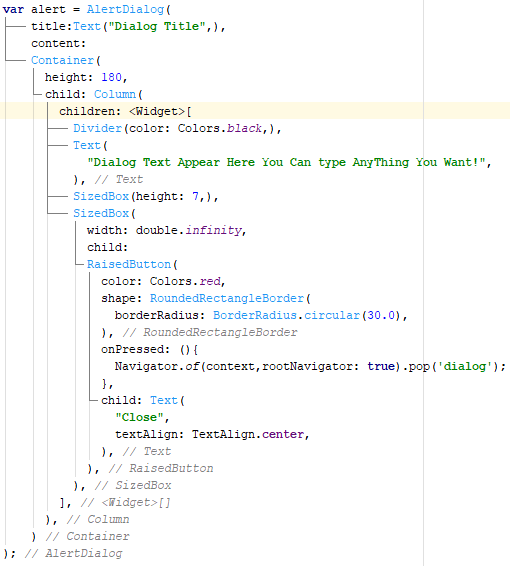 var alert = AlertDialog(
title:Text("Dialog Title",),
content:
Container(
height: 180,
child: Column(
children: <Widget>[
Divider(color: Colors.black,),
Text(
"Dialog Text Appear Here You Can type AnyThing You Want!",
), // Text
SizedBox(height: 7,),
SizedBox(
width: double.infinity,
child:
RaisedButton(
color: Colors.red,
shape: RoundedRectangleBorder(
borderRadius: BorderRadius.circular(30.0),
), // RoundedRectangleBorder
onPressed: (){
Navigator.of(context,rootNavigator: true).pop('dialog');
},
child: Text(
"Close",
textAlign: TextAlign.center,
), // Text
), // RaisedButton
), // SizedBox
], // <Widget>[]
), // Column
) // Container
); // AlertDialog